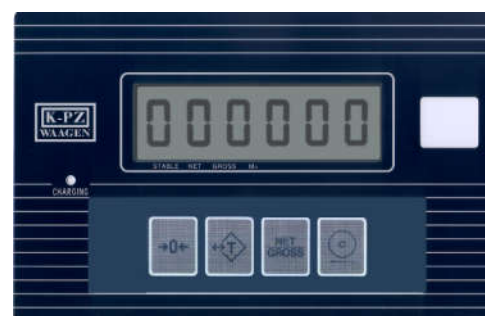 K-PZ
WAAGEN
000000
STABLE NET GROSS M+
CHARGING
→0←
T
NET
GROSS
C